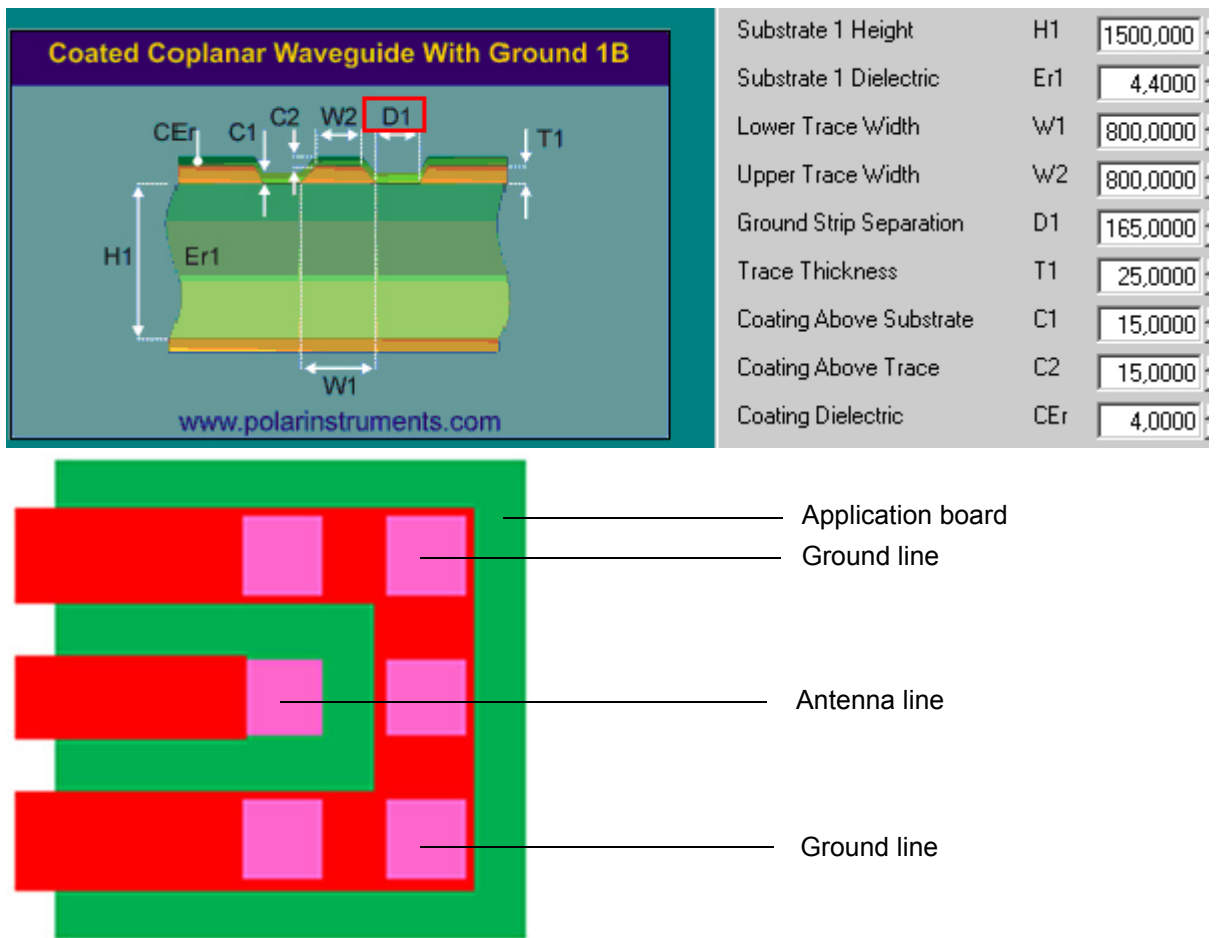 Coated Coplanar Waveguide With Ground 1B
CEr C1 C2 W2 D1 T1
H1 Er1
W1
www.polarinstruments.com
Substrate 1 Height H1 1500,000
Substrate 1 Dielectric Er1 4,4000
Lower Trace Width W1 800,0000
Upper Trace Width W2 800,0000
Ground Strip Separation D1 165,0000
Trace Thickness T1 25,0000
Coating Above Substrate C1 15,0000
Coating Above Trace C2 15,0000
Coating Dielectric CEr 4,0000
Application board
Ground line
Antenna line
Ground line